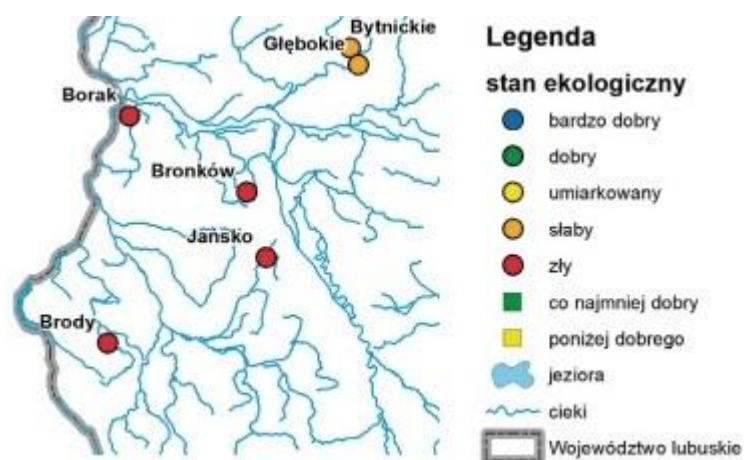 Bytnickie
Głębokie
Borak
Bronków
Jańsko
Brody
Legenda
stan ekologiczny
bardzo dobry
dobry
umiarkowany
słaby
zły
co najmniej dobry
poniżej dobrego
jeziora
cieki
Województwo lubuskie